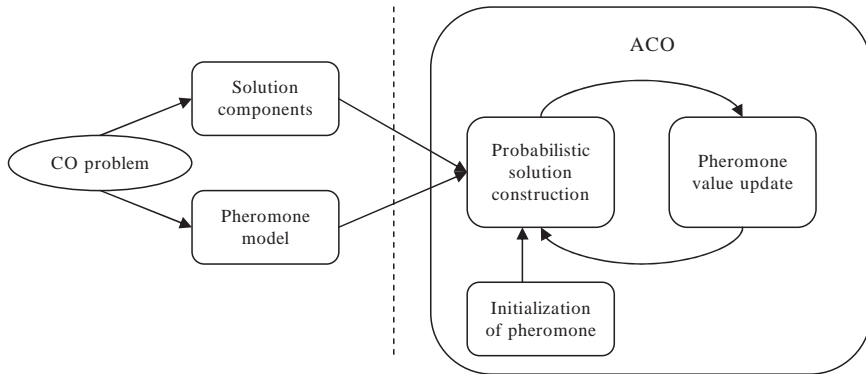 ACO
Solution
components
CO problem
Pheromone
model
Probabilistic
solution
construction
Pheromone
value update
Initialization
of pheromone